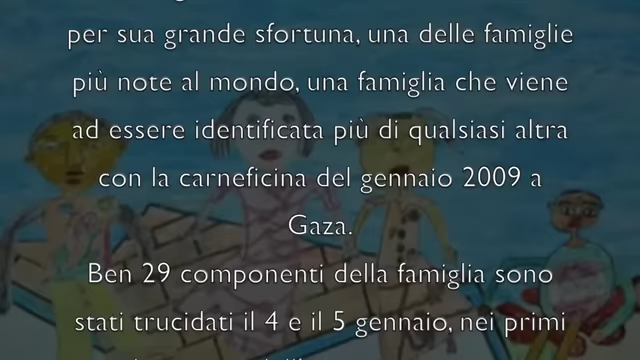 per sua grande sfortuna, una delle famiglie
più note al mondo, una famiglia che viene
ad essere identificata più di qualsiasi altra
con la carneficina del gennaio 2009 a
Gaza.
Ben 29 componenti della famiglia sono
stati trucidati il 4 e il 5 gennaio, nei primi